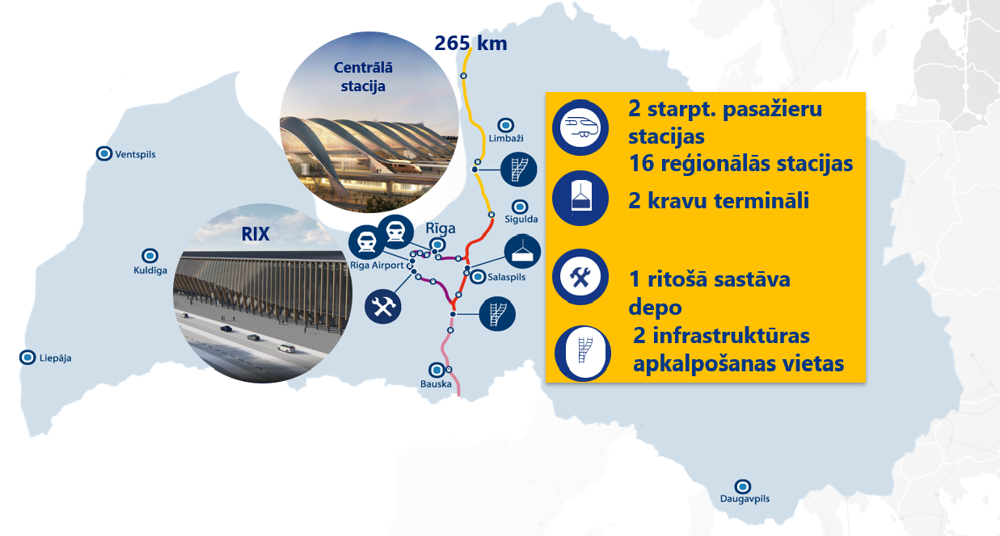 265 km
Centrālā
stacija
2 starpt. pasažieru
stacijas
16 reģionālās stacijas
2 kravu termināli
1 ritošā sastāva
depo
2 infrastruktūras
apkalpošanas vietas
Limbaži
Ventspils
Sigulda
RIX
Rīga
Riga Airport
Kuldīga
Salaspils
Liepāja
Bauska
Daugavpils